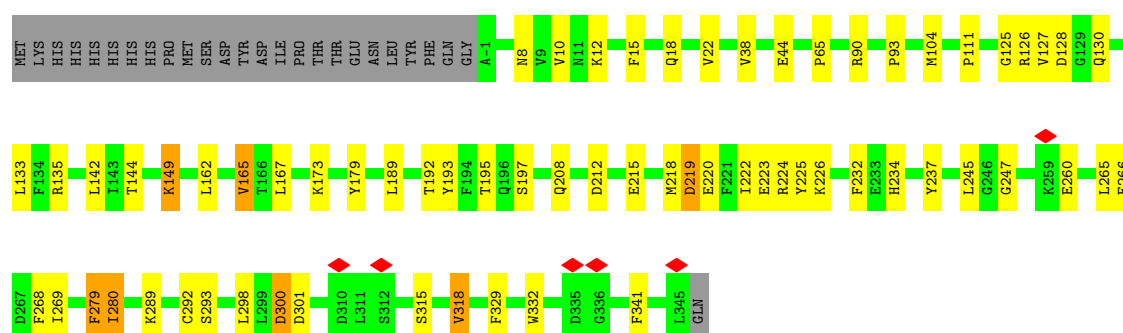 MET LYS HIS HIS HIS HIS HIS HIS PRO MET SER ASP TYR ASP ILE PRO THR THR GLU ASN LEU TYR PHE GLN GLY A-1 N8 V9 V10 N11 K12 F15 Q18 V22 V38 E44 P65 R90 P93 M104 P111 G125 R126 V127 D128 G129 Q130
L133 F134 R135 L142 I143 T144 K149 L162 V165 T166 L167 K173 Y179 L189 T192 Y193 F194 T195 Q196 S197 Q208 D212 E215 M218 D219 E220 F221 I222 E223 R224 Y225 K226 F232 E233 H234 Y237 L245 G246 G247 K259 E260 L265
D267 F268 I269 F279 I280 K289 C292 S293 L298 L299 D300 D301 D310 L311 S312 S315 V318 F329 W332 D335 G336 F341 L345 GLN